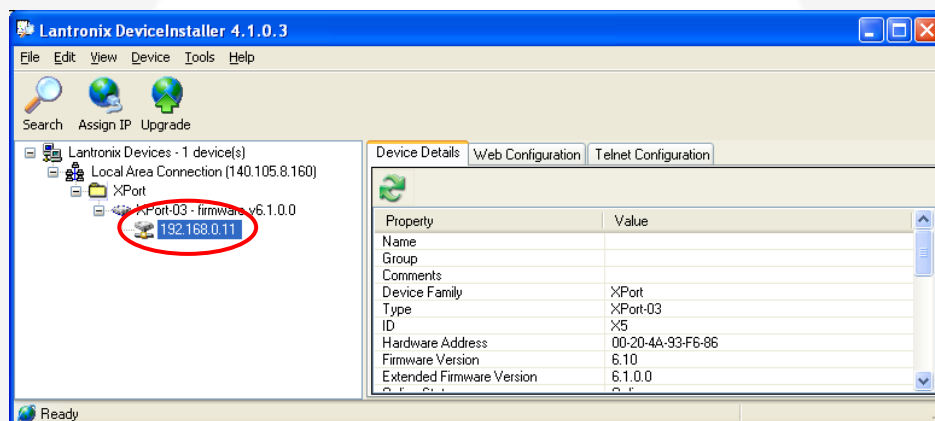 Lantronix DeviceInstaller 4.1.0.3
File Edit View Device Tools Help
Search Assign IP Upgrade
Lantronix Devices - 1 device(s)
Local Area Connection (140.105.8.160)
XPort
XPort-03 - firmware v6.1.0.0
192.168.0.11
Device Details Web Configuration Telnet Configuration
Property Value
Name
Group
Comments
Device Family XPort
Type XPort-03
ID X5
Hardware Address 00-20-4A-93-F6-86
Firmware Version 6.10
Extended Firmware Version 6.1.0.0
Ready